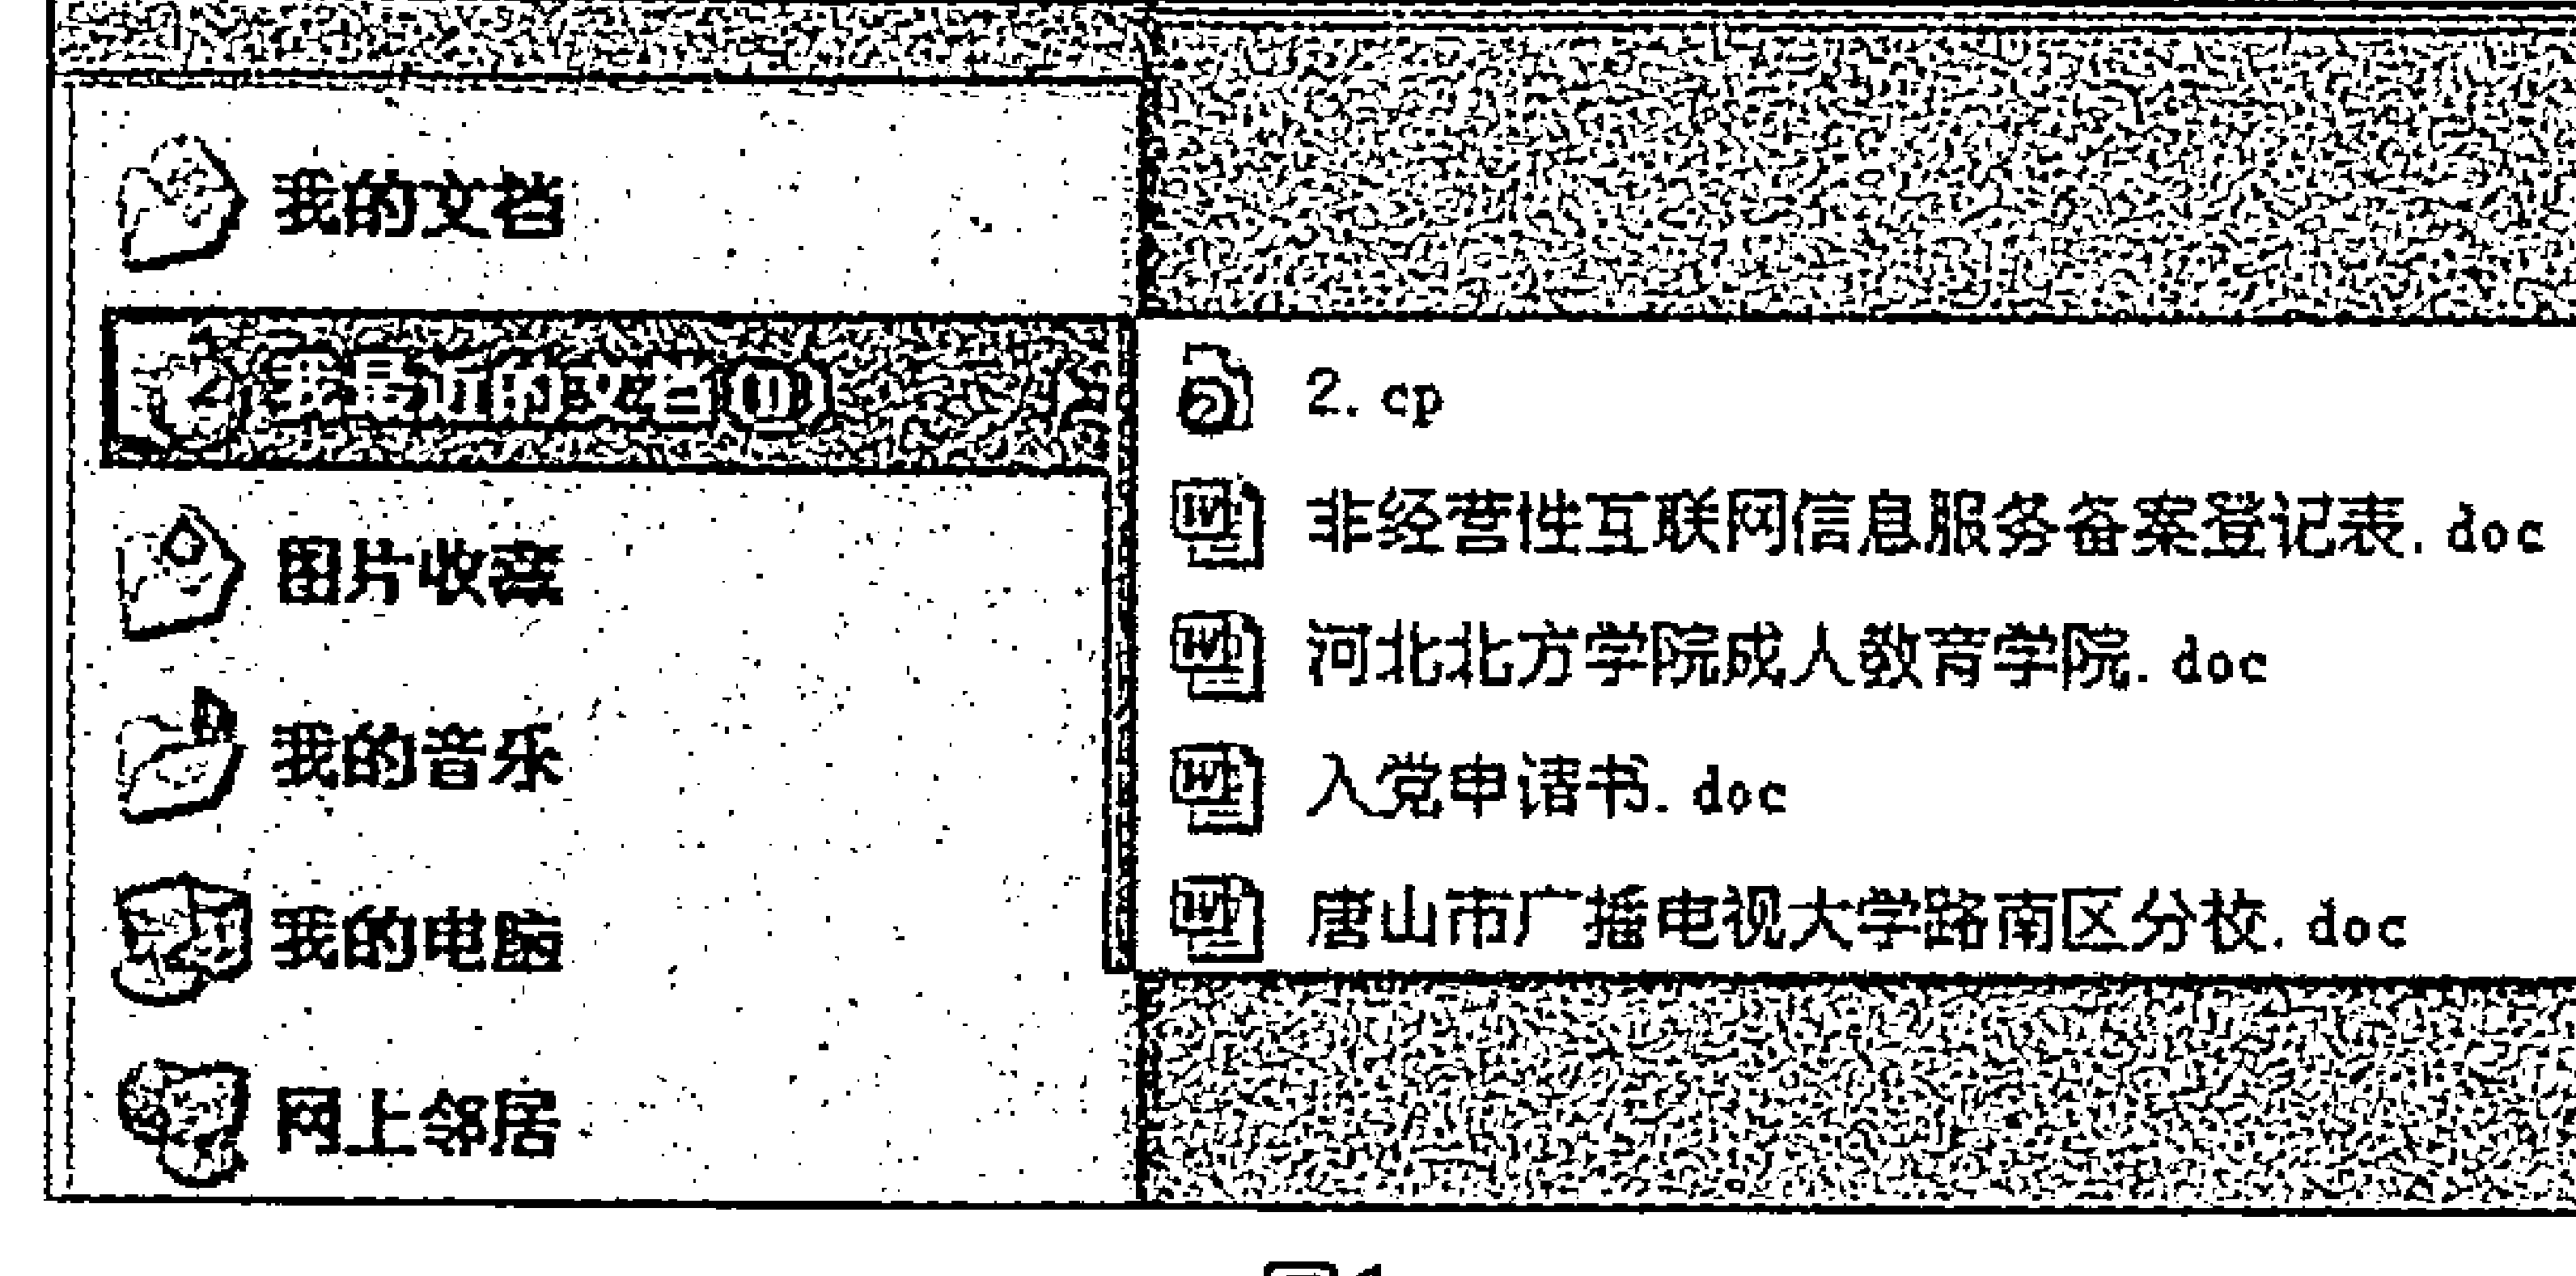 我的文档
我最近的文档(D)
图片收藏
我的音乐
我的电脑
网上邻居
2.cp
非经营性互联网信息服务备案登记表.doc
河北北方学院成人教育学院.doc
入党申请书.doc
唐山市广播电视大学路南区分校.doc